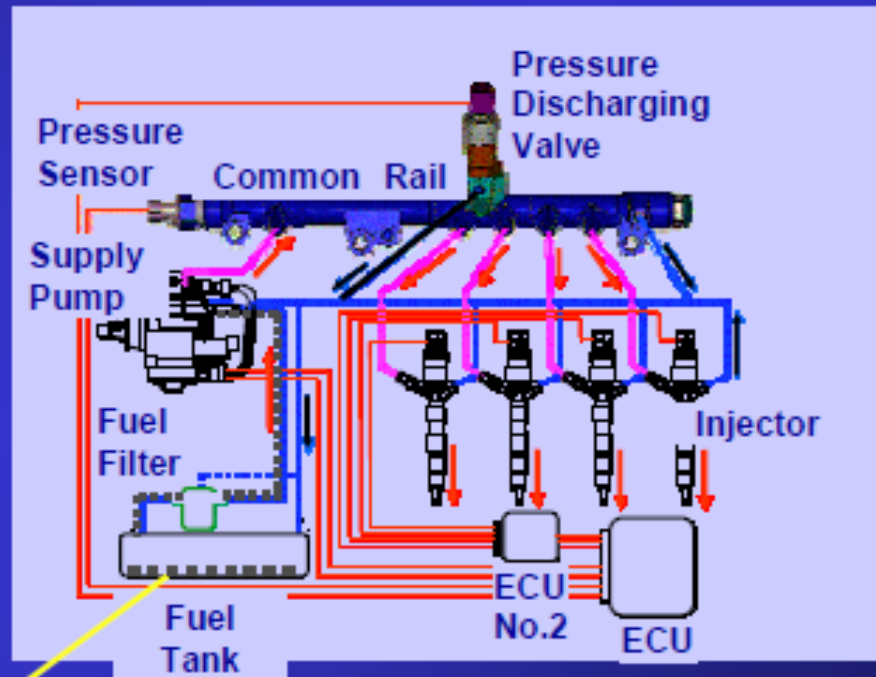 Pressure
Discharging
Valve
Pressure
Sensor
Common Rail
Supply
Pump
Fuel
Filter
Injector
ECU
No.2
ECU
Fuel
Tank